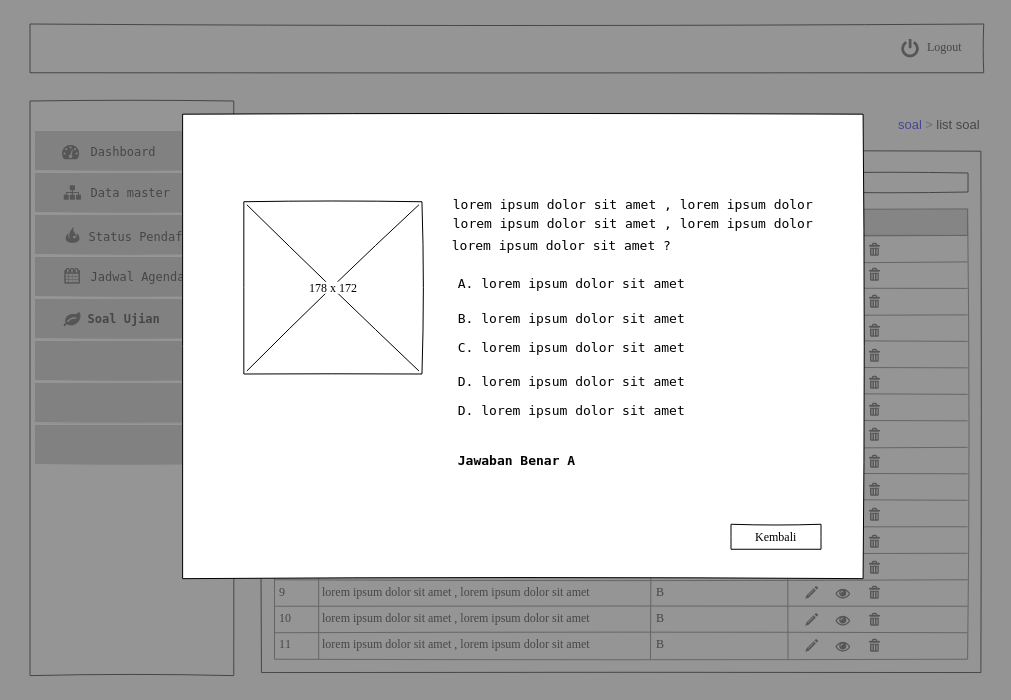 Logout
soal > list soal
Dashboard
Data master
Status Pendaf
Jadwal Agenda
Soal Ujian
178 x 172
lorem ipsum dolor sit amet , lorem ipsum dolor
lorem ipsum dolor sit amet , lorem ipsum dolor
lorem ipsum dolor sit amet ?
A. lorem ipsum dolor sit amet
B. lorem ipsum dolor sit amet
C. lorem ipsum dolor sit amet
D. lorem ipsum dolor sit amet
D. lorem ipsum dolor sit amet
Jawaban Benar A
Kembali
9 lorem ipsum dolor sit amet , lorem ipsum dolor sit amet B
10 lorem ipsum dolor sit amet , lorem ipsum dolor sit amet B
11 lorem ipsum dolor sit amet , lorem ipsum dolor sit amet B